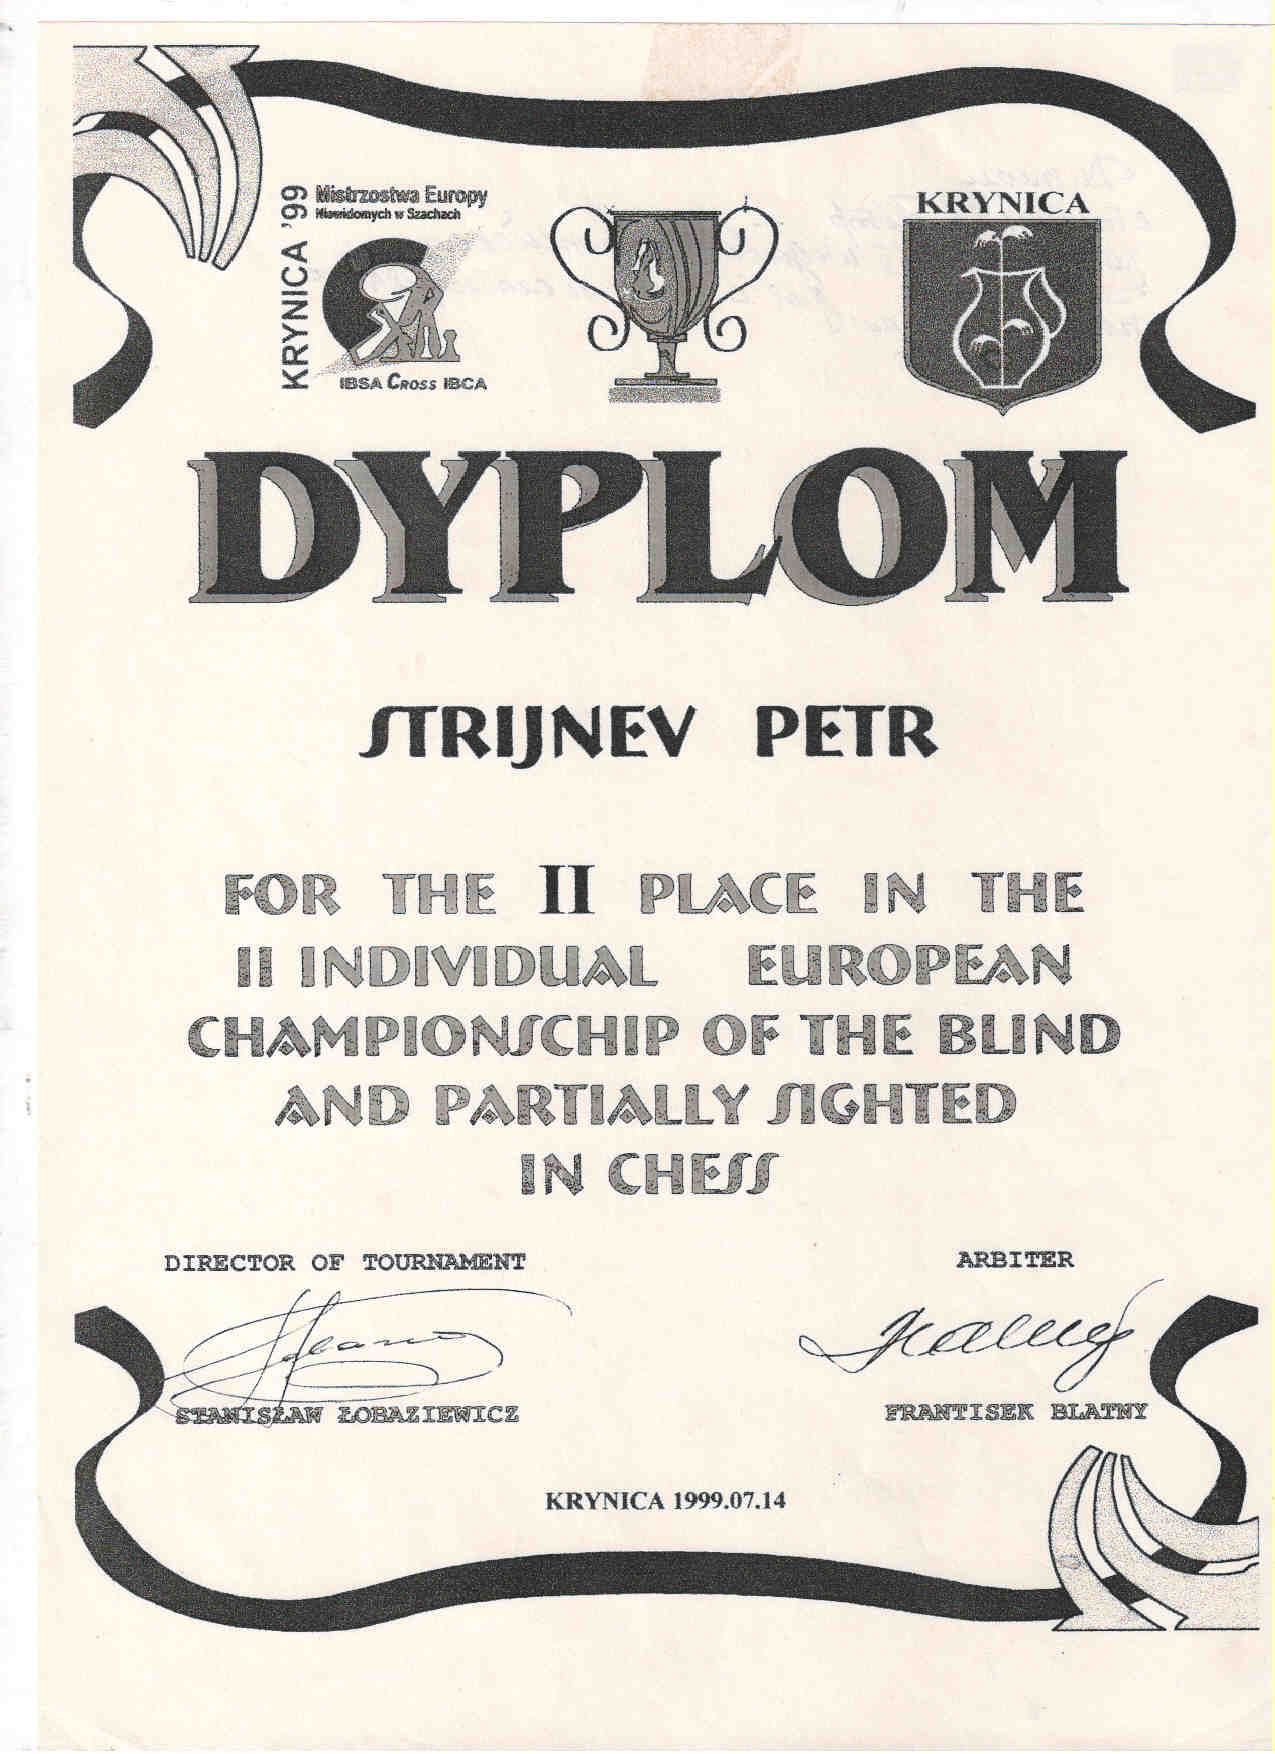 KRYNICA '99
Mistrzostwa Europy
Niewidomych w Szachach
IBSA CROSS IBCA
KRYNICA
DYPLOM
STRIJNEV PETR
FOR THE II PLACE IN THE
II INDIVIDUAL EUROPEAN
CHAMPIONSCHIP OF THE BLIND
AND PARTIALLY SIGHTED
IN CHESS
DIRECTOR OF TOURNAMENT
ARBITER
STANISŁAW ŁOBAZIEWICZ
FRANTISEK BLATNY
KRYNICA 1999.07.14